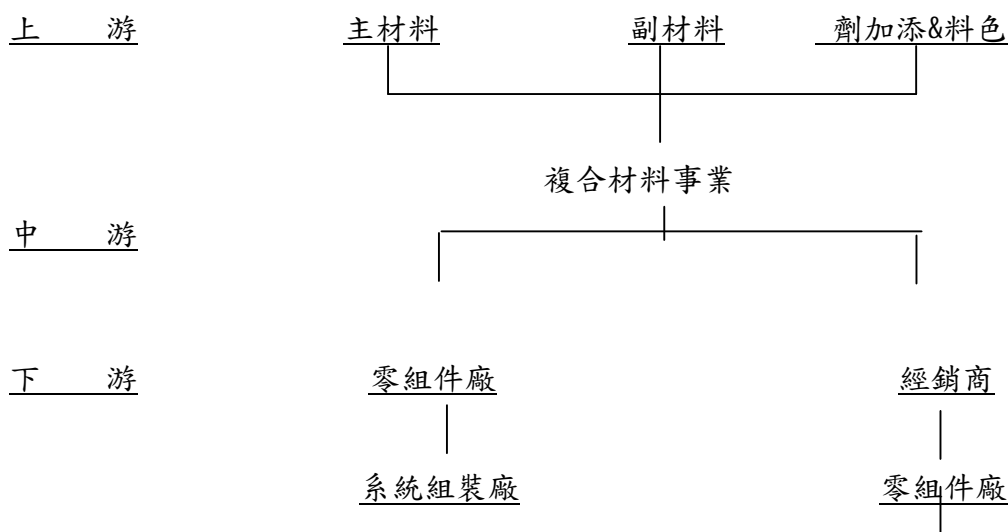 上 游 主材料 副材料 劑加添&料色
複合材料事業
中 游
下 游 零組件廠 經銷商
系統組裝廠 零組件廠